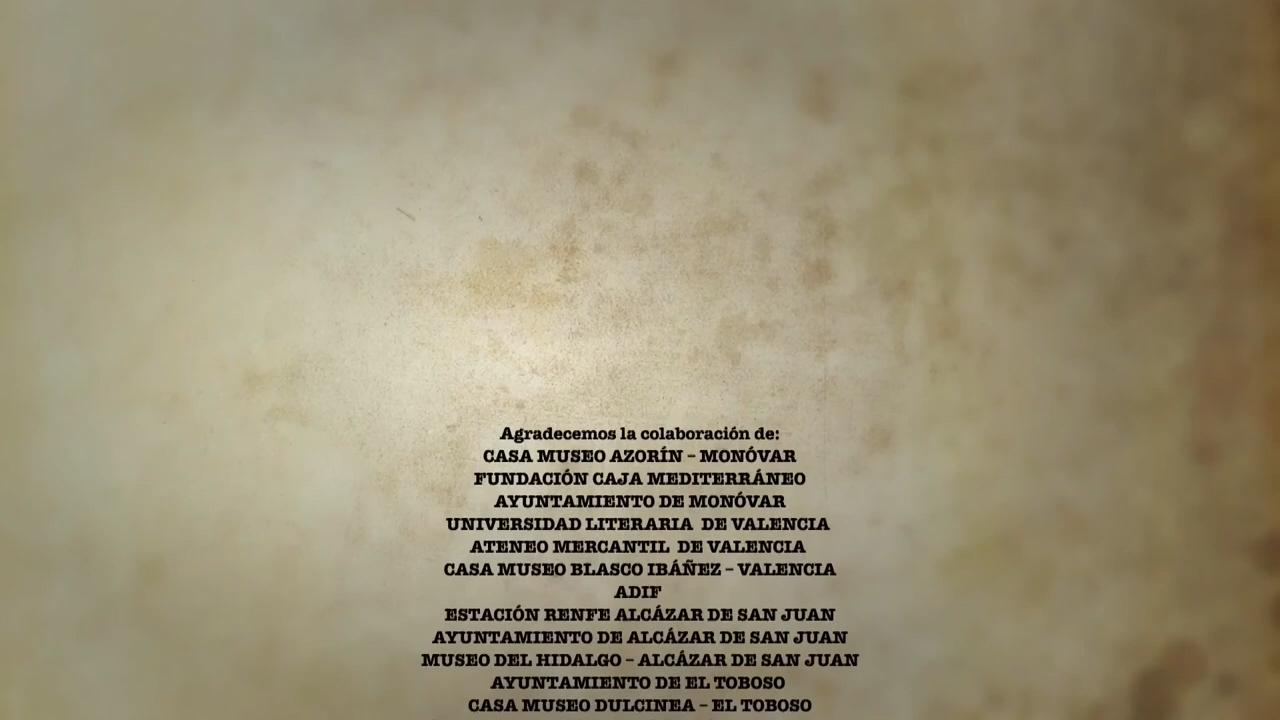 Agradecemos la colaboración de:
CASA MUSEO AZORÍN – MONÓVAR
FUNDACIÓN CAJA MEDITERRÁNEO
AYUNTAMIENTO DE MONÓVAR
UNIVERSIDAD LITERARIA DE VALENCIA
ATENEO MERCANTIL DE VALENCIA
CASA MUSEO BLASCO IBÁÑEZ – VALENCIA
ADIF
ESTACIÓN RENFE ALCÁZAR DE SAN JUAN
AYUNTAMIENTO DE ALCÁZAR DE SAN JUAN
MUSEO DEL HIDALGO – ALCÁZAR DE SAN JUAN
AYUNTAMIENTO DE EL TOBOSO
CASA MUSEO DULCINEA – EL TOBOSO